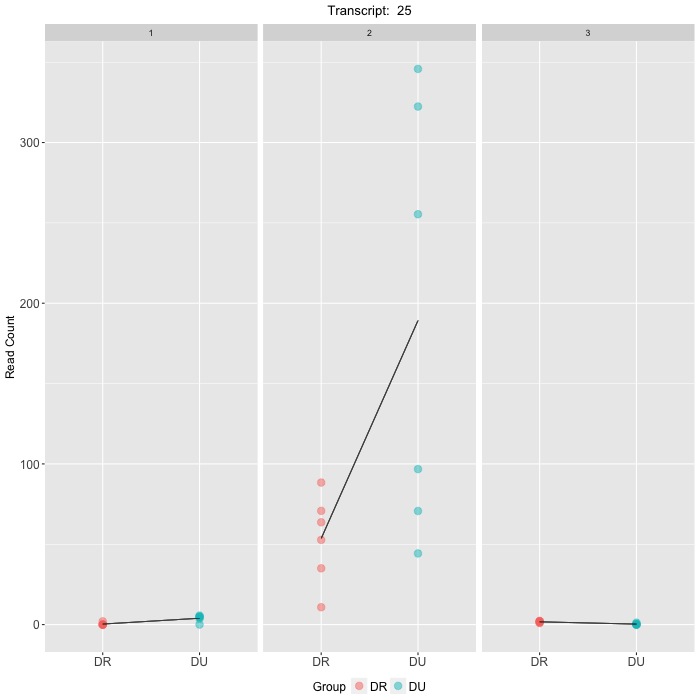 Transcript: 25
1 2 3
300
200
100
0
Read Count
DR DU DR DU DR DU
Group DR DU